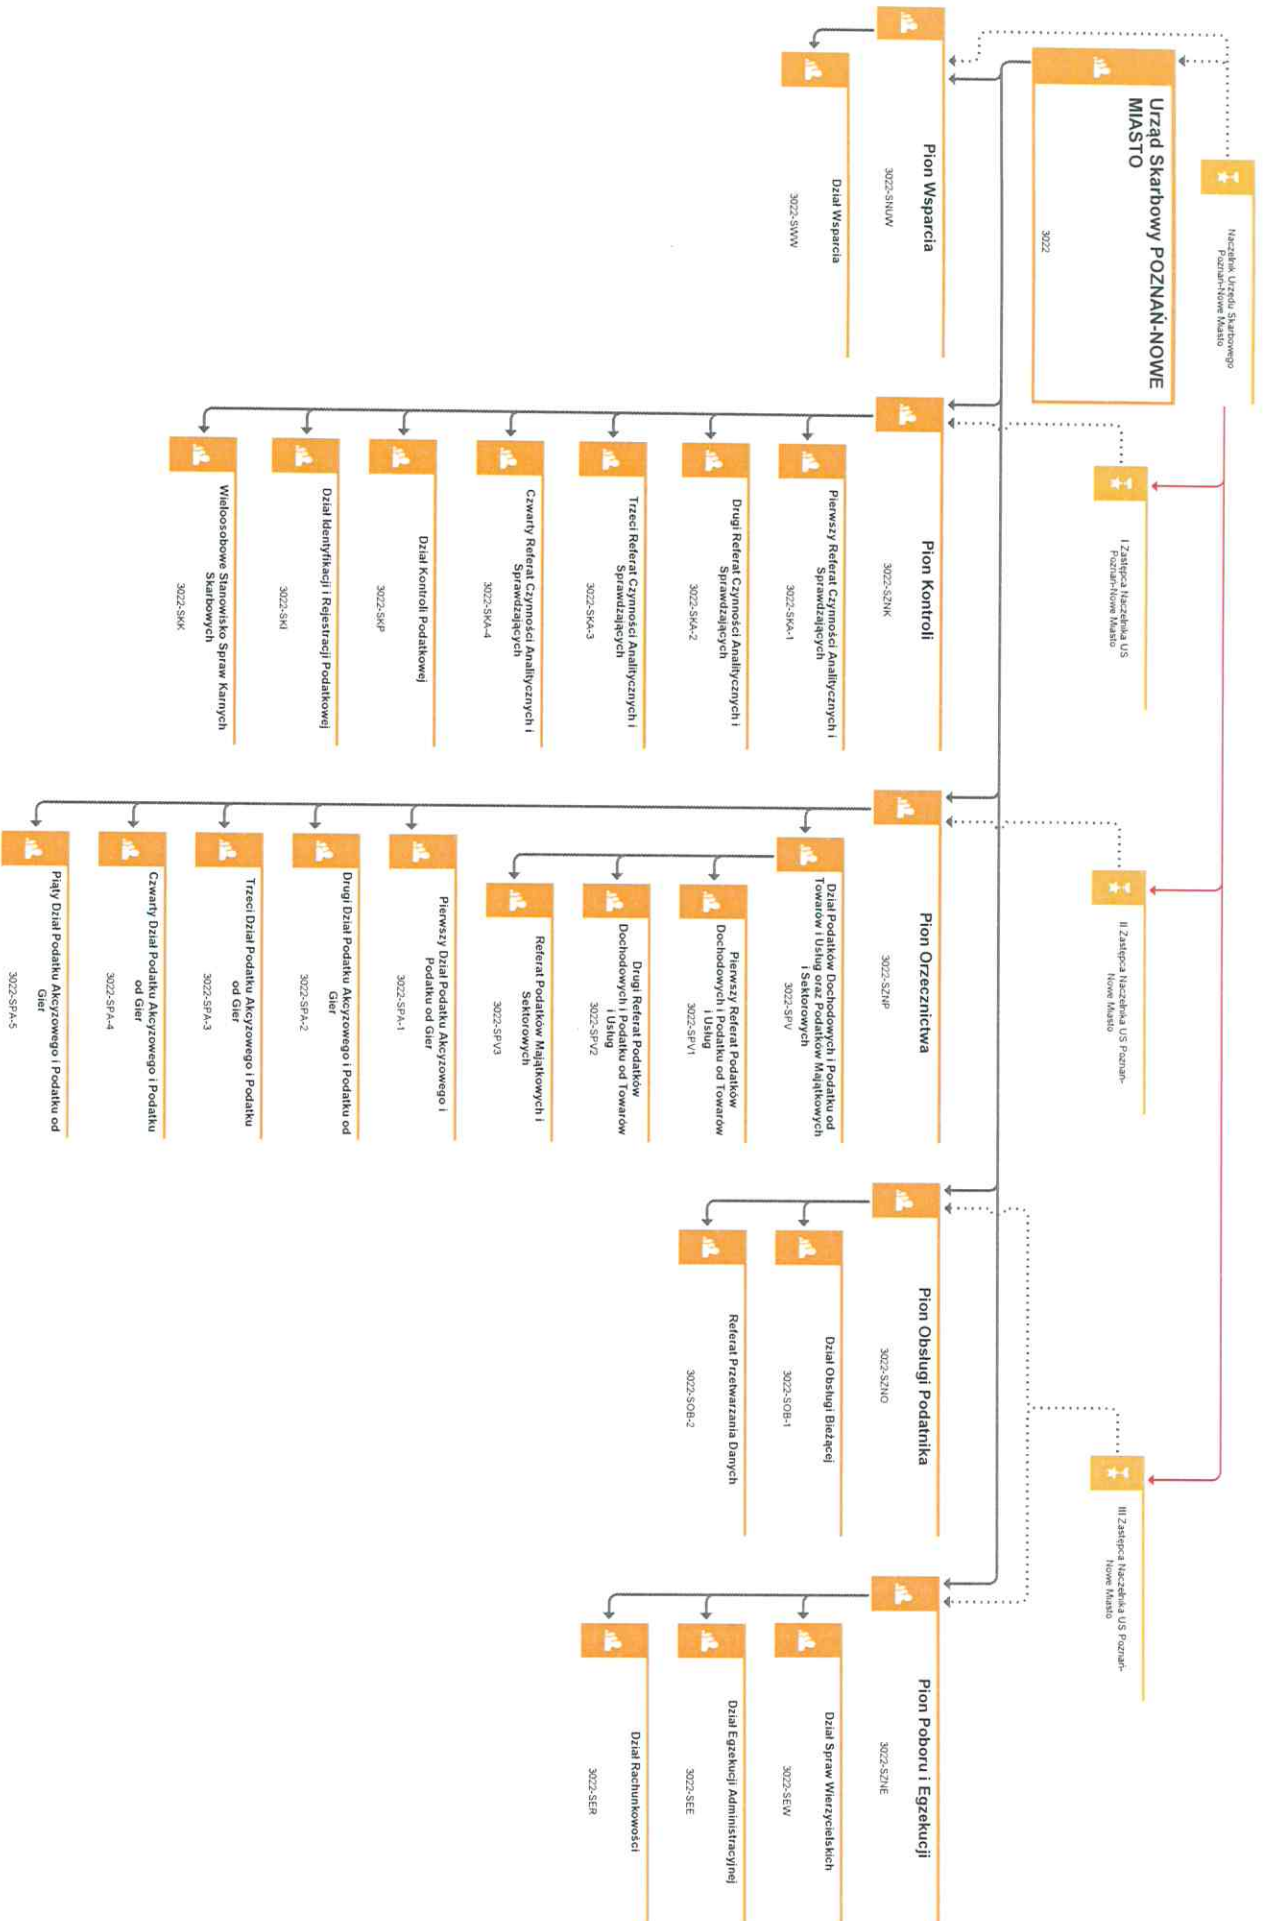 Naczelnik Urzędu Skarbowego
Poznań-Nowe Miasto
Urząd Skarbowy POZNAŃ-NOWE
MIASTO
3022
I Zastępca Naczelnika US
Poznań-Nowe Miasto
II Zastępca Naczelnika US Poznań-
Nowe Miasto
III Zastępca Naczelnika US Poznań-
Nowe Miasto
Pion Wsparcia
3022-SNUW
Dział Wsparcia
3022-SWW
Pion Kontroli
3022-SZNK
Pierwszy Referat Czynności Analitycznych i
Sprawdzających
3022-SKA-1
Drugi Referat Czynności Analitycznych i
Sprawdzających
3022-SKA-2
Trzeci Referat Czynności Analitycznych i
Sprawdzających
3022-SKA-3
Czwarty Referat Czynności Analitycznych i
Sprawdzających
3022-SKA-4
Dział Kontroli Podatkowej
3022-SKP
Dział Identyfikacji i Rejestracji Podatkowej
3022-SKI
Wieloosobowe Stanowisko Spraw Karnych
Skarbowych
3022-SKK
Pion Orzecznictwa
3022-SZNP
Dział Podatków Dochodowych i Podatku od
Towarów i Usług oraz Podatków Majątkowych
i Sektorowych
3022-SPV
Pierwszy Referat Podatków
Dochodowych i Podatku od Towarów
i Usług
3022-SPV1
Drugi Referat Podatków
Dochodowych i Podatku od Towarów
i Usług
3022-SPV2
Referat Podatków Majątkowych i
Sektorowych
3022-SPV3
Pierwszy Dział Podatku Akcyzowego i
Podatku od Gier
3022-SPA-1
Drugi Dział Podatku Akcyzowego i Podatku od
Gier
3022-SPA-2
Trzeci Dział Podatku Akcyzowego i Podatku
od Gier
3022-SPA-3
Czwarty Dział Podatku Akcyzowego i Podatku
od Gier
3022-SPA-4
Piąty Dział Podatku Akcyzowego i Podatku od
Gier
3022-SPA-5
Pion Obsługi Podatnika
3022-SZNO
Dział Obsługi Bieżącej
3022-SOB-1
Referat Przetwarzania Danych
3022-SOB-2
Pion Poboru i Egzekucji
3022-SZNE
Dział Spraw Wierzycielskich
3022-SEW
Dział Egzekucji Administracyjnej
3022-SEE
Dział Rachunkowości
3022-SER